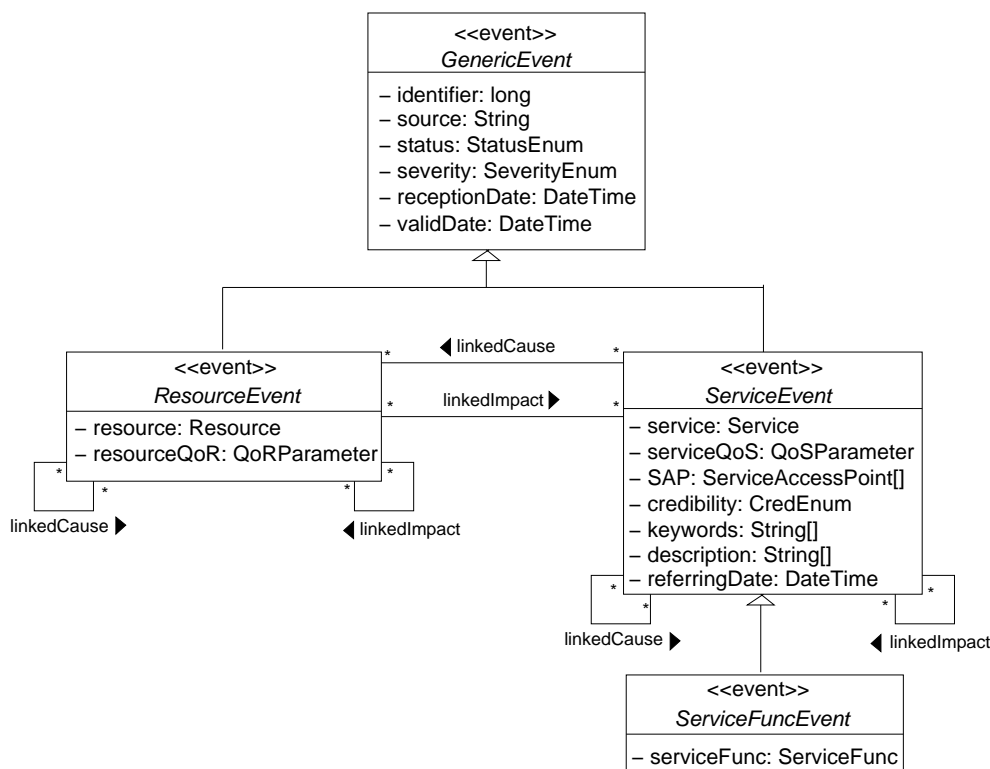 <<event>>
GenericEvent
– identifier: long
– source: String
– status: StatusEnum
– severity: SeverityEnum
– receptionDate: DateTime
– validDate: DateTime
* linkedCause *
* linkedImpact *
<<event>>
ResourceEvent
– resource: Resource
– resourceQoR: QoRParameter
* *
* *
linkedCause
linkedImpact
<<event>>
ServiceEvent
– service: Service
– serviceQoS: QoSParameter
– SAP: ServiceAccessPoint[]
– credibility: CredEnum
– keywords: String[]
– description: String[]
– referringDate: DateTime
* *
* *
linkedCause
linkedImpact
<<event>>
ServiceFuncEvent
– serviceFunc: ServiceFunc